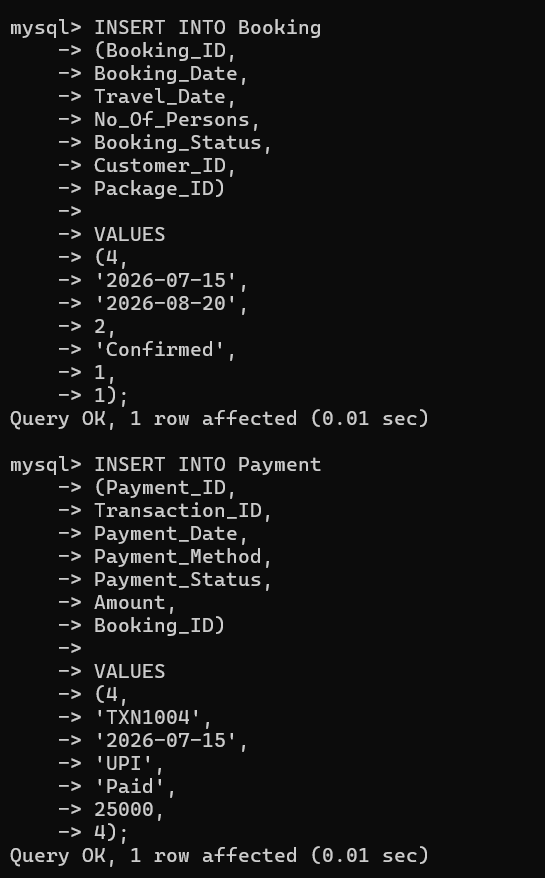 mysql> INSERT INTO Booking
    -> (Booking_ID,
    -> Booking_Date,
    -> Travel_Date,
    -> No_Of_Persons,
    -> Booking_Status,
    -> Customer_ID,
    -> Package_ID)
    ->
    -> VALUES
    -> (4,
    -> '2026-07-15',
    -> '2026-08-20',
    -> 2,
    -> 'Confirmed',
    -> 1,
    -> 1);
Query OK, 1 row affected (0.01 sec)

mysql> INSERT INTO Payment
    -> (Payment_ID,
    -> Transaction_ID,
    -> Payment_Date,
    -> Payment_Method,
    -> Payment_Status,
    -> Amount,
    -> Booking_ID)
    ->
    -> VALUES
    -> (4,
    -> 'TXN1004',
    -> '2026-07-15',
    -> 'UPI',
    -> 'Paid',
    -> 25000,
    -> 4);
Query OK, 1 row affected (0.01 sec)